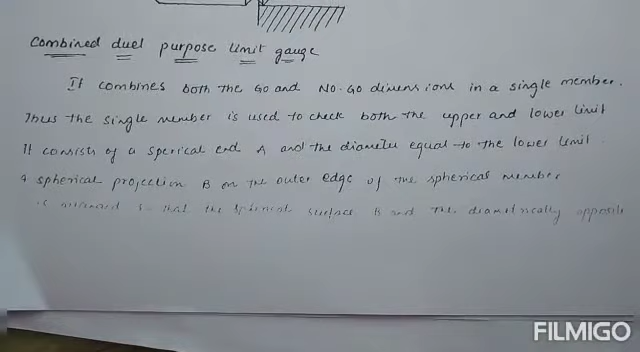 combined duel purpose limit gauge
It combines both the Go and NO-GO dimensions in a single member.
Thus the single member is used to check both the upper and lower limit
It consists of a sperical end A and the diameter equal to the lower limit.
a spherical projection B on the outer edge of the spherical member
is arranged so that the spherical surface B and the diametrically opposite
FILMIGO